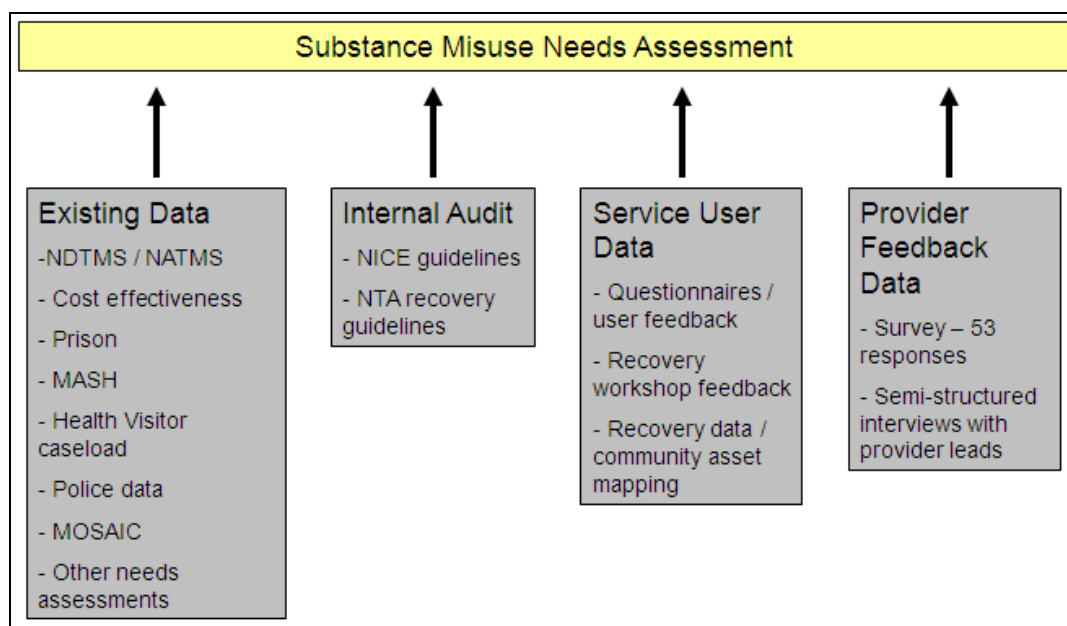 Substance Misuse Needs Assessment
Existing Data
-NDTMS / NATMS
- Cost effectiveness
- Prison
- MASH
- Health Visitor
caseload
- Police data
- MOSAIC
- Other needs
assessments
Internal Audit
- NICE guidelines
- NTA recovery
guidelines
Service User
Data
- Questionnaires /
user feedback
- Recovery
workshop feedback
- Recovery data /
community asset
mapping
Provider
Feedback
Data
- Survey – 53
responses
- Semi-structured
interviews with
provider leads